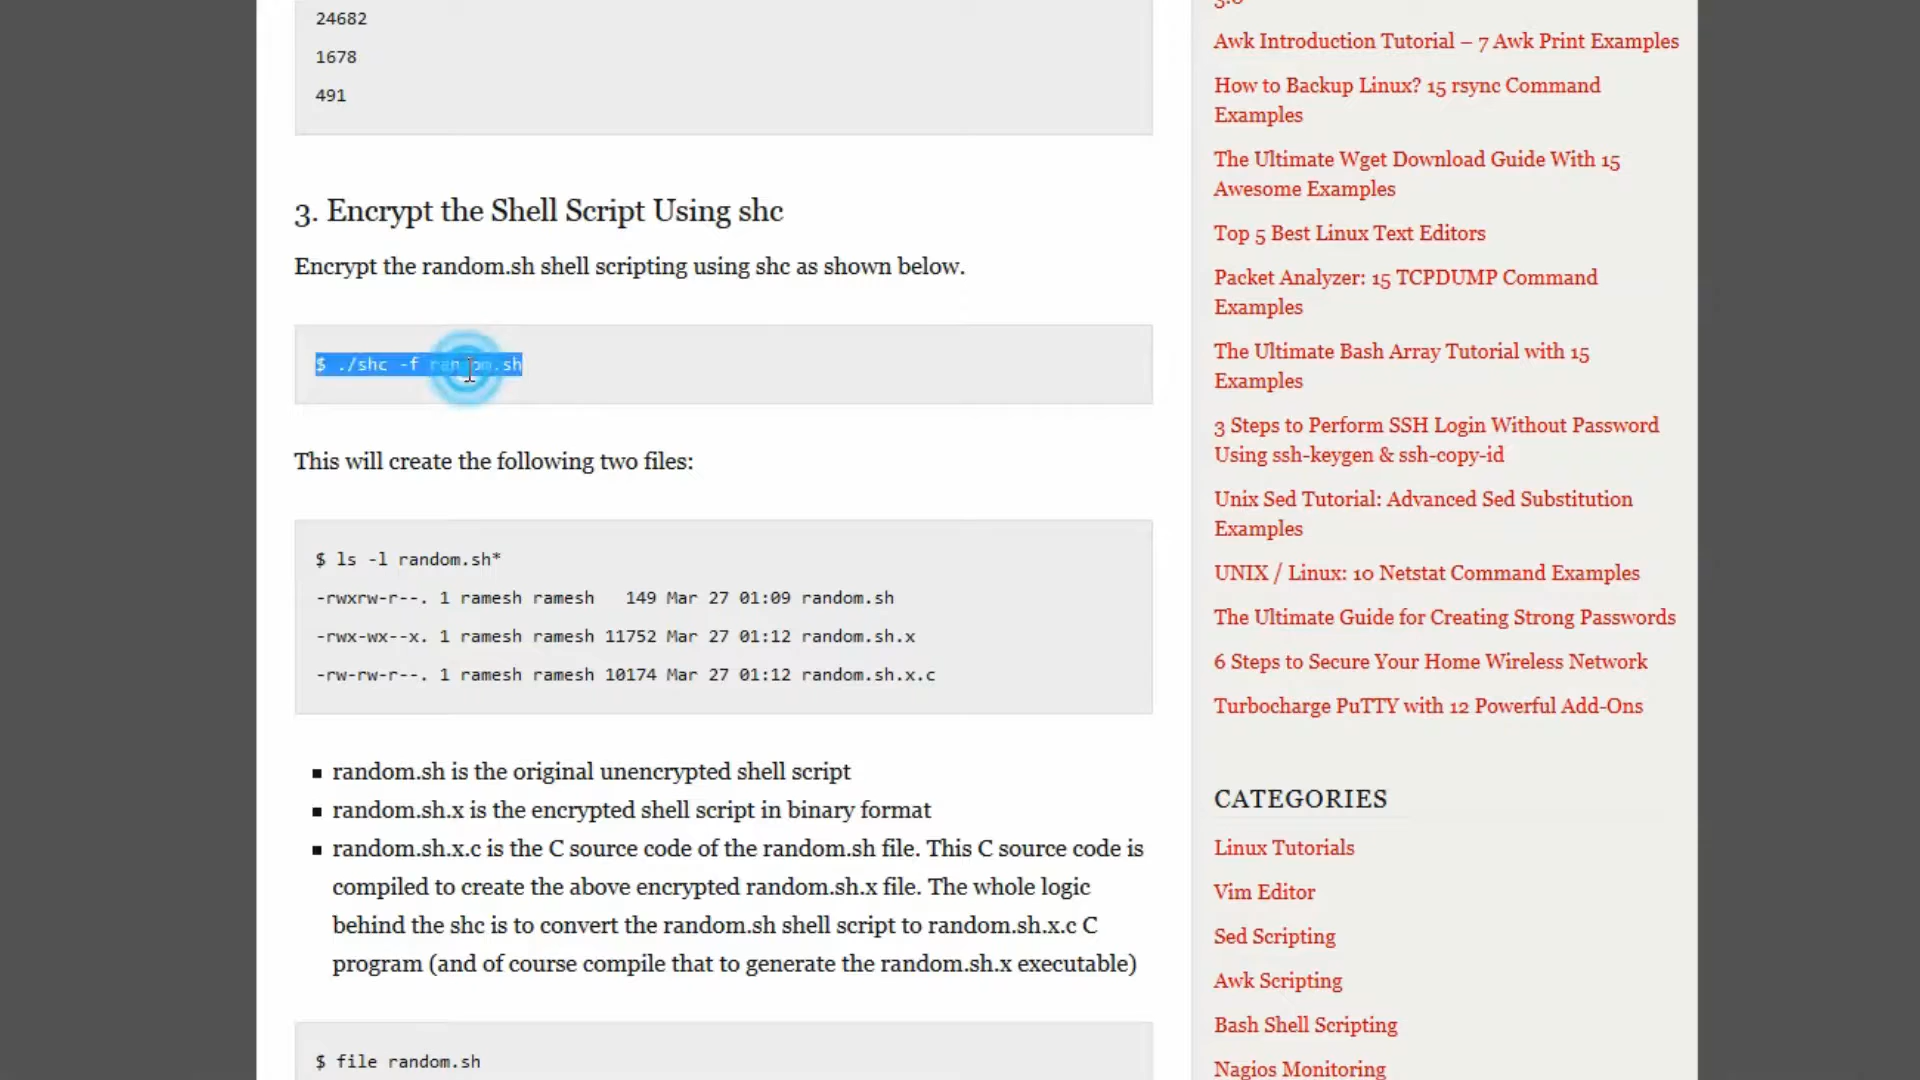 24682
1678
491
3. Encrypt the Shell Script Using shc
Encrypt the random.sh shell scripting using shc as shown below.
$ ./shc -f random.sh
This will create the following two files:
$ ls -l random.sh*
-rwxrw-r--. 1 ramesh ramesh   149 Mar 27 01:09 random.sh
-rwx-wx--x. 1 ramesh ramesh 11752 Mar 27 01:12 random.sh.x
-rw-rw-r--. 1 ramesh ramesh 10174 Mar 27 01:12 random.sh.x.c
▪ random.sh is the original unencrypted shell script
▪ random.sh.x is the encrypted shell script in binary format
▪ random.sh.x.c is the C source code of the random.sh file. This C source code is
compiled to create the above encrypted random.sh.x file. The whole logic
behind the shc is to convert the random.sh shell script to random.sh.x.c C
program (and of course compile that to generate the random.sh.x executable)
$ file random.sh
Awk Introduction Tutorial – 7 Awk Print Examples
How to Backup Linux? 15 rsync Command
Examples
The Ultimate Wget Download Guide With 15
Awesome Examples
Top 5 Best Linux Text Editors
Packet Analyzer: 15 TCPDUMP Command
Examples
The Ultimate Bash Array Tutorial with 15
Examples
3 Steps to Perform SSH Login Without Password
Using ssh-keygen & ssh-copy-id
Unix Sed Tutorial: Advanced Sed Substitution
Examples
UNIX / Linux: 10 Netstat Command Examples
The Ultimate Guide for Creating Strong Passwords
6 Steps to Secure Your Home Wireless Network
Turbocharge PuTTY with 12 Powerful Add-Ons
CATEGORIES
Linux Tutorials
Vim Editor
Sed Scripting
Awk Scripting
Bash Shell Scripting
Nagios Monitoring